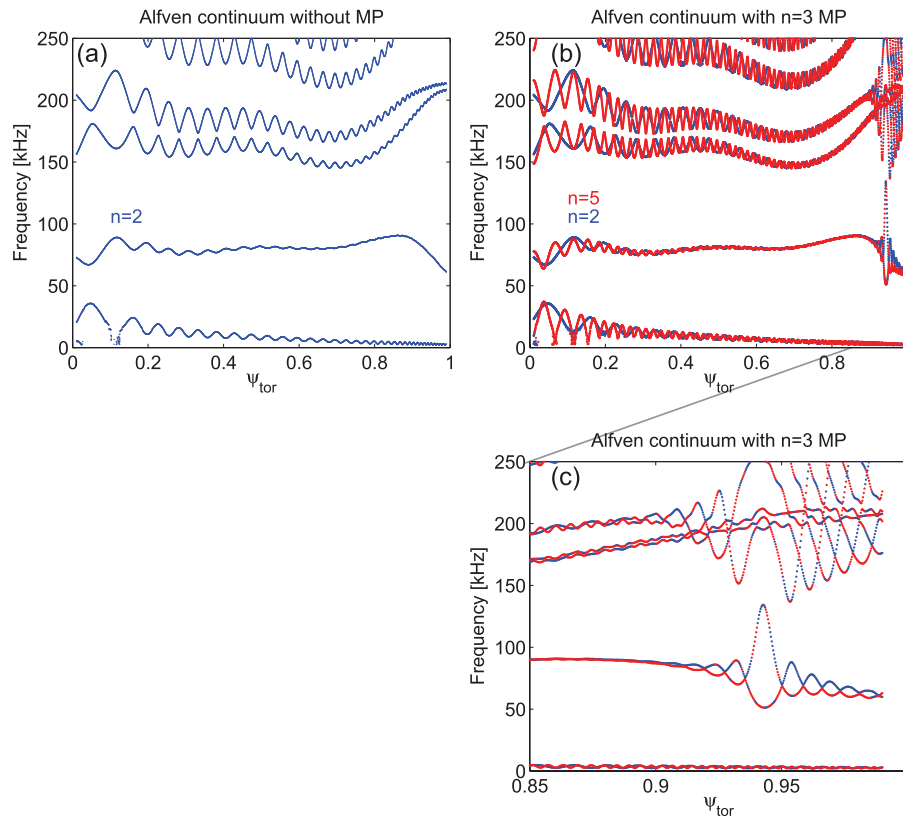 Alfven continuum without MP
(a)
250
200
150
100
50
0
Frequency [kHz]
n=2
0
0.2
0.4
0.6
0.8
1
ψtor
Alfven continuum with n=3 MP
(b)
250
200
150
100
50
0
Frequency [kHz]
n=5
n=2
0
0.2
0.4
0.6
0.8
ψtor
Alfven continuum with n=3 MP
(c)
250
200
150
100
50
0
Frequency [kHz]
0.85
0.9
0.95
ψtor